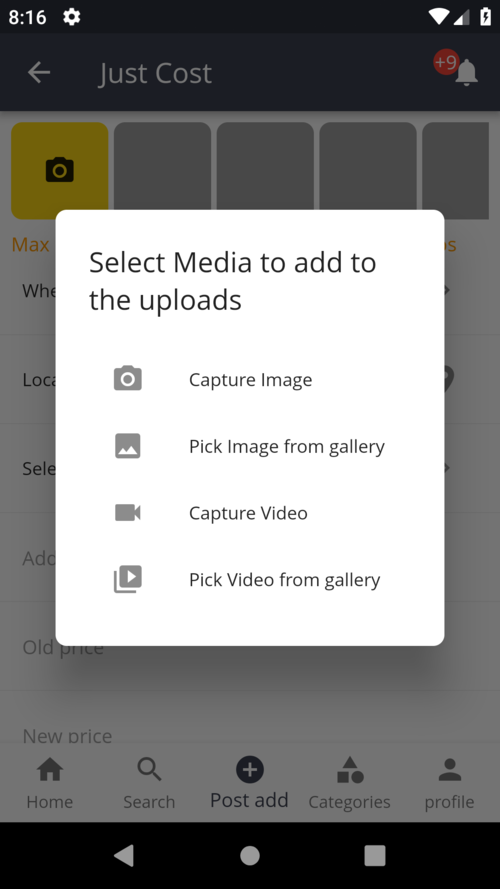 8:16
Just Cost
+9
Max
Whe
Loca
Sele
Add
Select Media to add to
the uploads
Capture Image
Pick Image from gallery
Capture Video
Pick Video from gallery
Old price
New price
Home
Search
Post add
Categories
profile